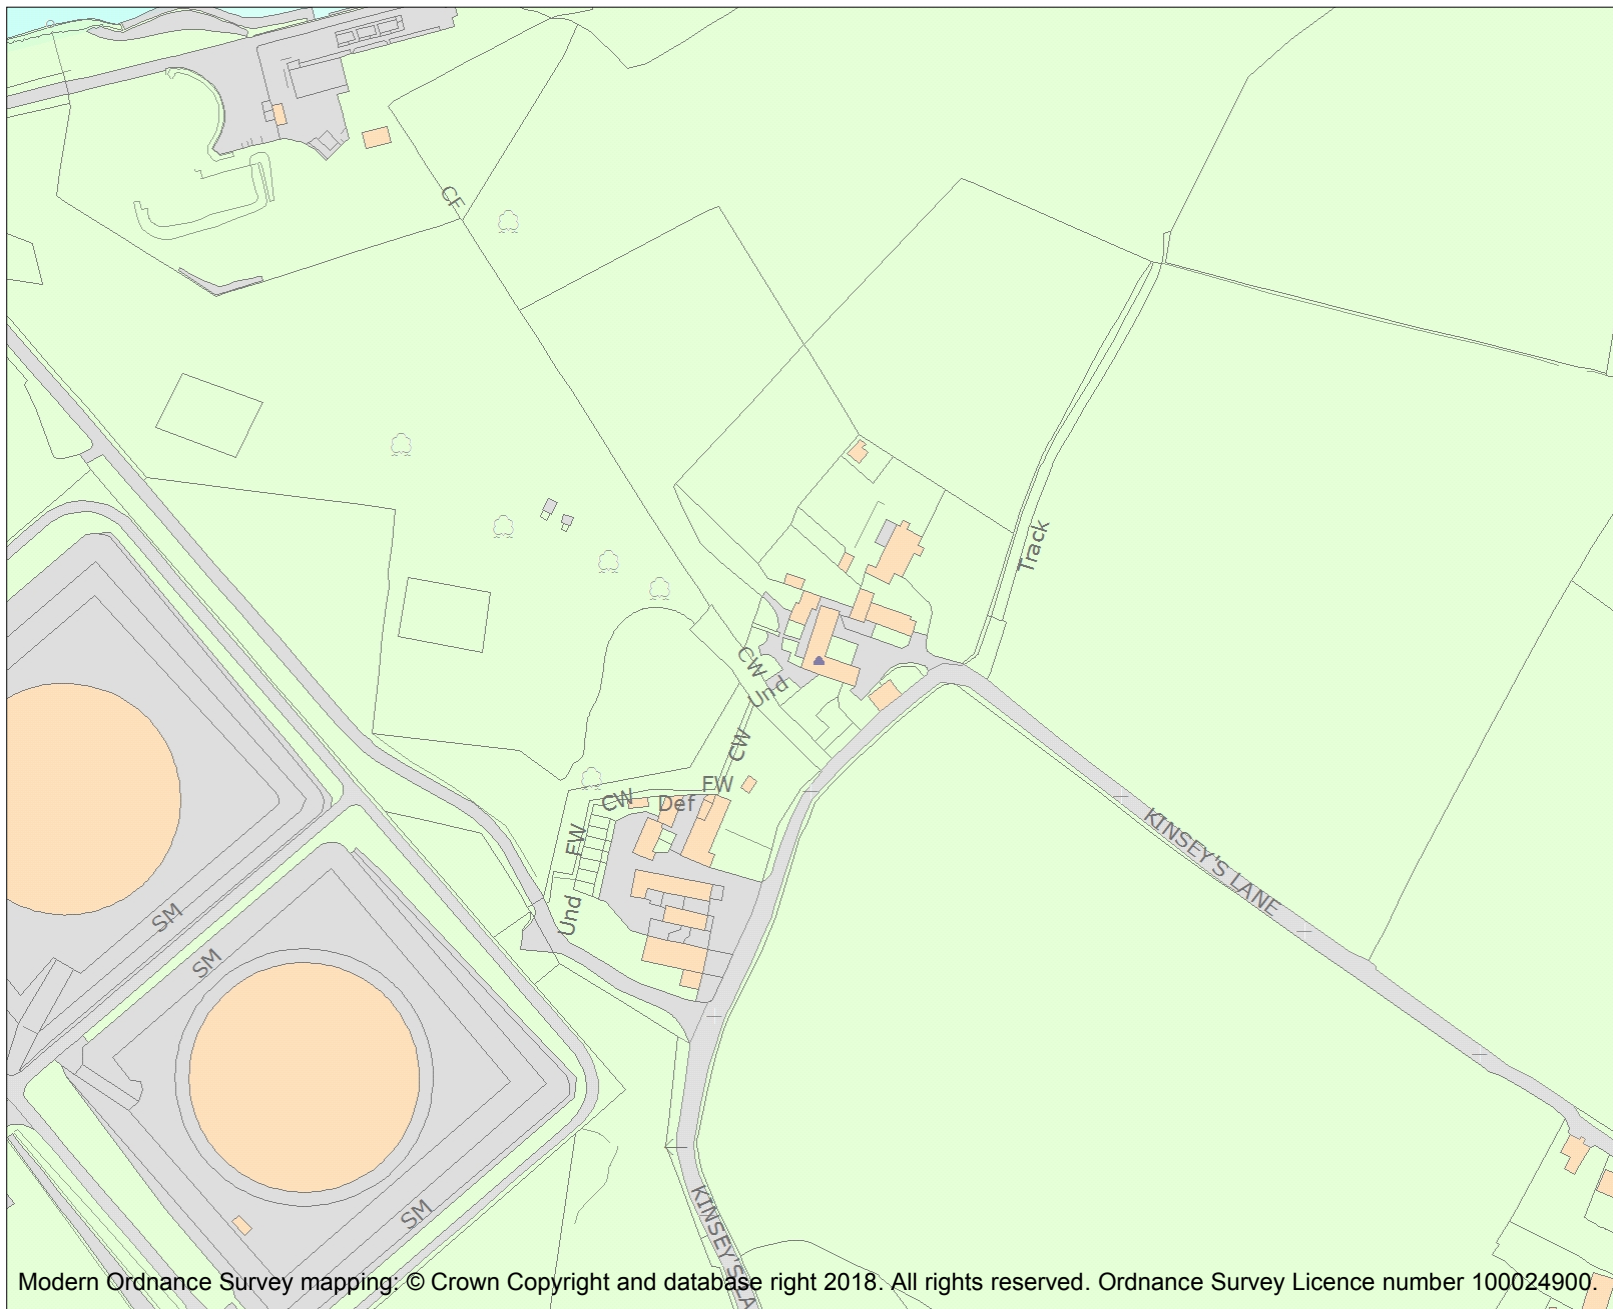 CF
Track
CW
Und
CW
FW
CW
Def
FW
KINSEY'S LANE
Und
SM
SM
SM
KINSEY'S LA
Modern Ordnance Survey mapping: © Crown Copyright and database right 2018. All rights reserved. Ordnance Survey Licence number 100024900.